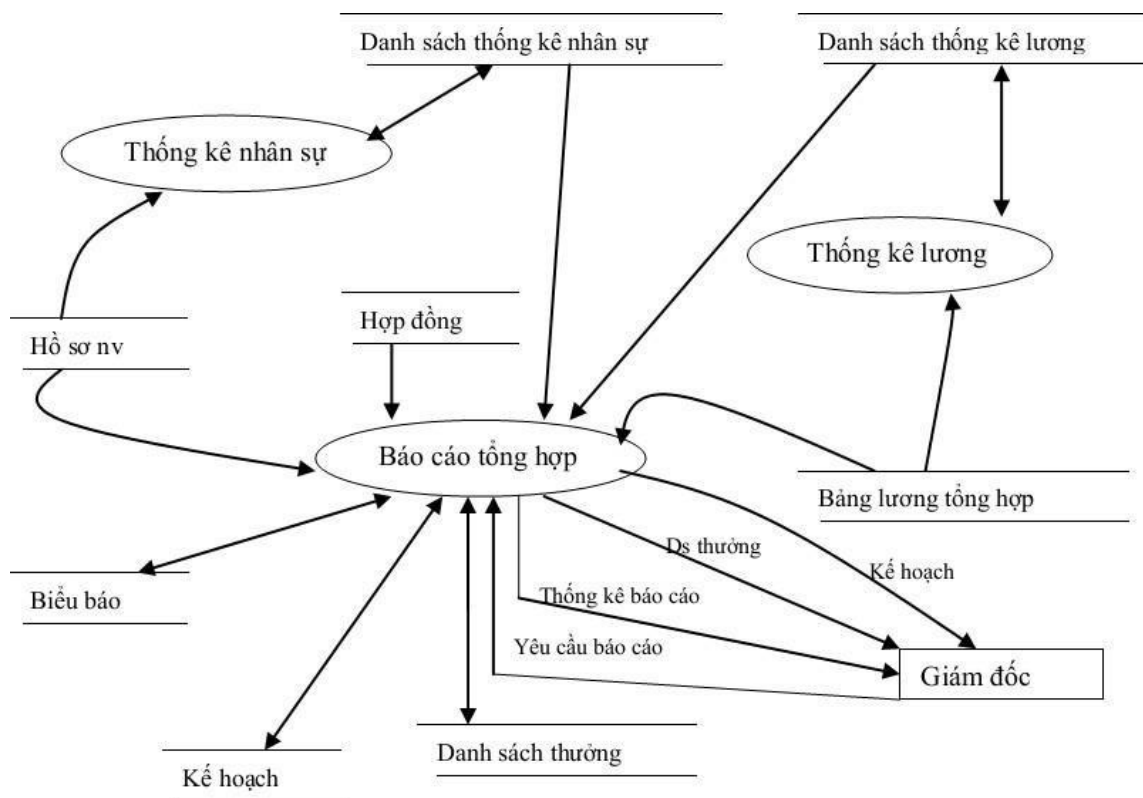 Danh sách thống kê nhân sự
Danh sách thống kê lương
Thống kê nhân sự
Thống kê lương
Hợp đồng
Hồ sơ nv
Báo cáo tổng hợp
Bảng lương tổng hợp
Ds thưởng
Kế hoạch
Biểu báo
Thống kê báo cáo
Yêu cầu báo cáo
Giám đốc
Danh sách thưởng
Kế hoạch